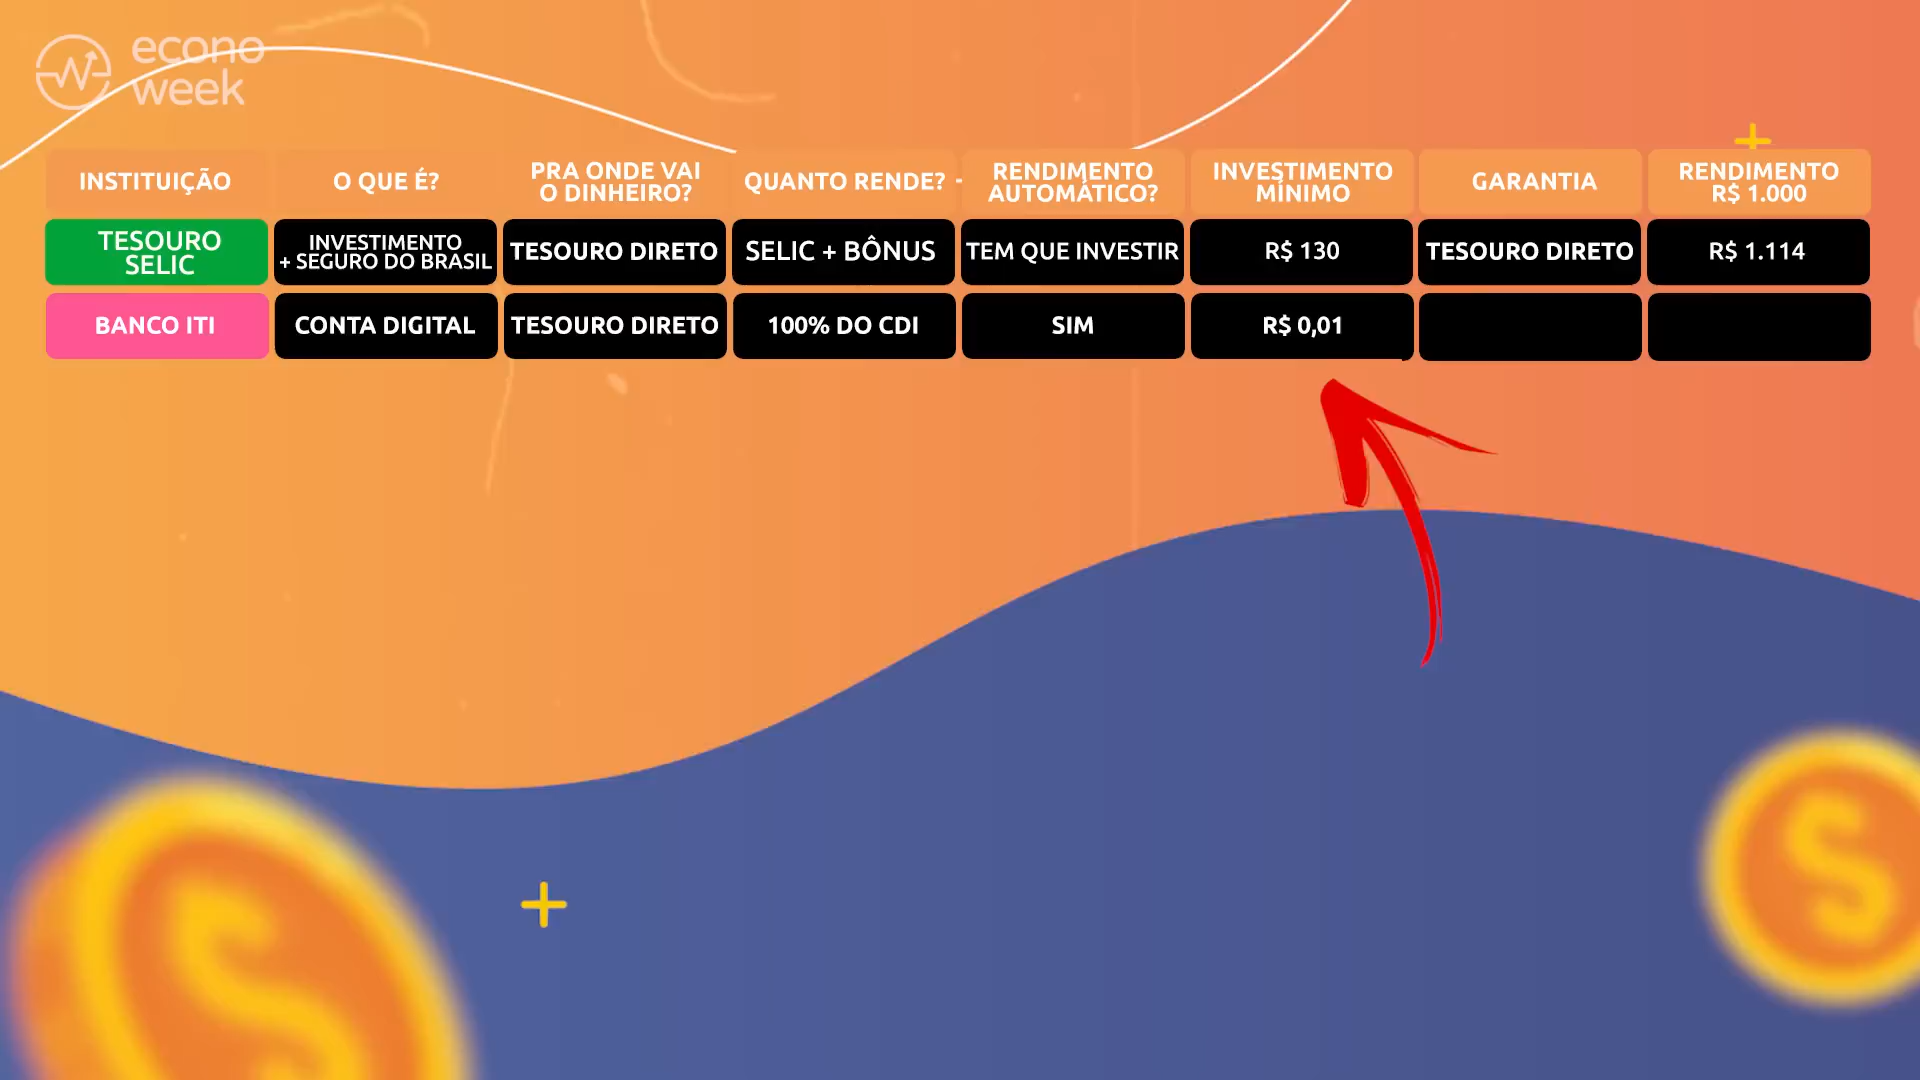 econo
week
INSTITUIÇÃO
O QUE É?
PRA ONDE VAI
O DINHEIRO?
QUANTO RENDE?
RENDIMENTO
AUTOMÁTICO?
INVESTIMENTO
MÍNIMO
GARANTIA
RENDIMENTO
R$ 1.000
TESOURO
SELIC
INVESTIMENTO
+ SEGURO DO BRASIL
TESOURO DIRETO
SELIC + BÔNUS
TEM QUE INVESTIR
R$ 130
TESOURO DIRETO
R$ 1.114
BANCO ITI
CONTA DIGITAL
TESOURO DIRETO
100% DO CDI
SIM
R$ 0,01